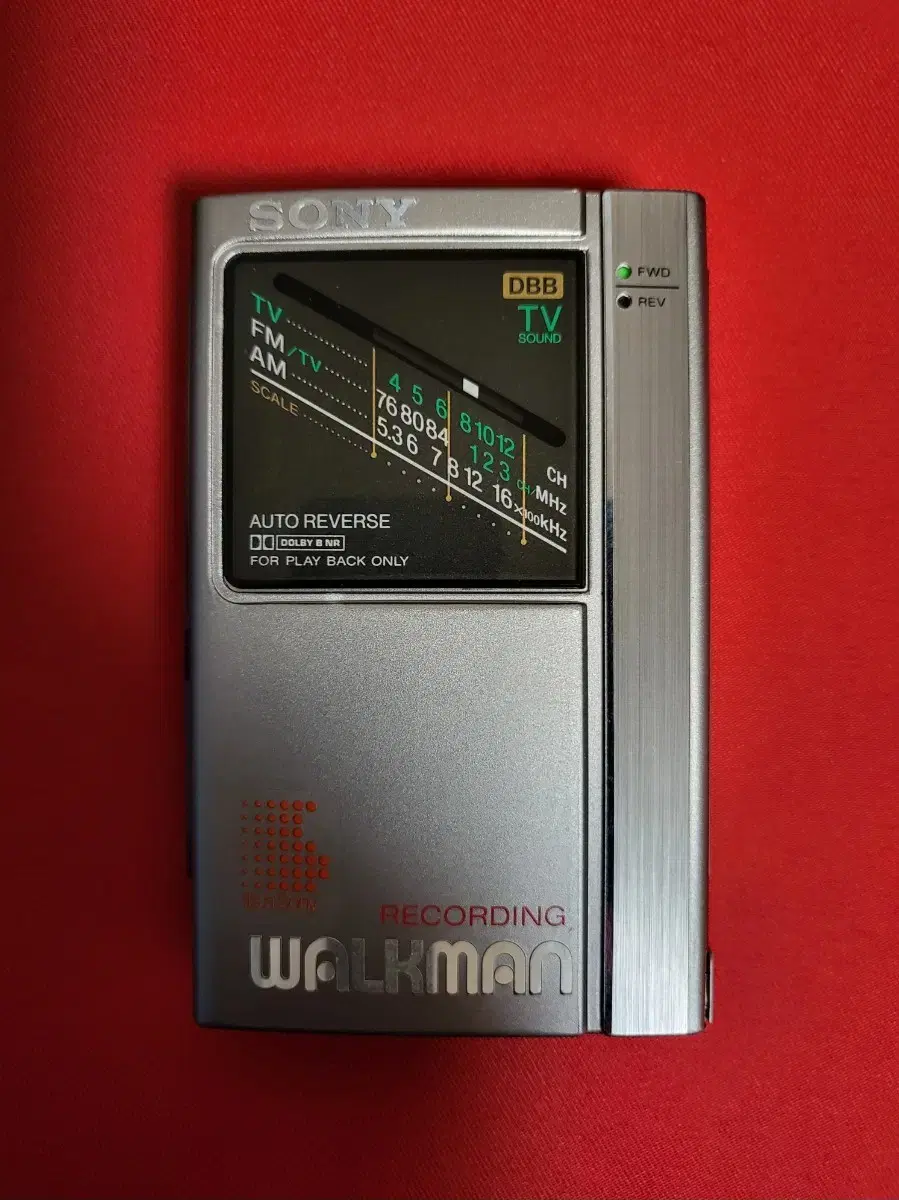 SONY
DBB
TV
SOUND
FWD
REV
TV
FM/TV
AM
SCALE
4 5 6 8 10 12 CH
76 80 84 1 2 3 CH/MHz
5.3 6 7 8 12 16 ×100kHz
AUTO REVERSE
DOLBY B NR
FOR PLAY BACK ONLY
RECORDING
WALKMAN